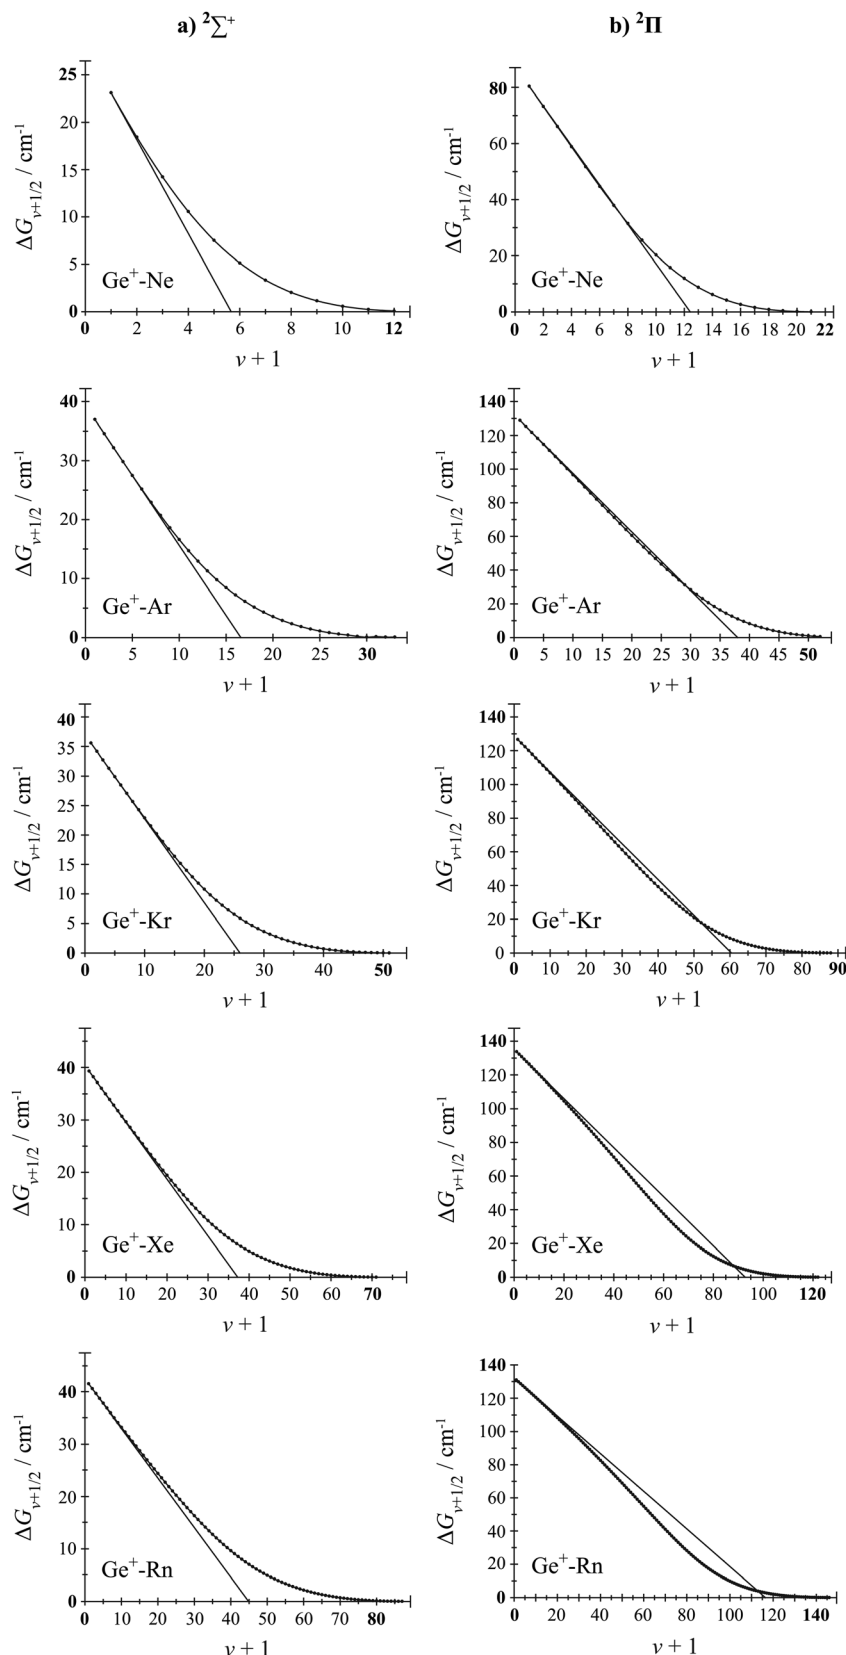 a) ²∑⁺
b) ²Π
25
20
15
10
5
0
0 2 4 6 8 10 12
ΔGᵥ₊₁/₂ / cm⁻¹
Ge⁺-Ne
v + 1
80
60
40
20
0
0 2 4 6 8 10 12 14 16 18 20 22
ΔGᵥ₊₁/₂ / cm⁻¹
Ge⁺-Ne
v + 1
40
30
20
10
0
0 5 10 15 20 25 30
ΔGᵥ₊₁/₂ / cm⁻¹
Ge⁺-Ar
v + 1
140
120
100
80
60
40
20
0
0 5 10 15 20 25 30 35 40 45 50
ΔGᵥ₊₁/₂ / cm⁻¹
Ge⁺-Ar
v + 1
40
35
30
25
20
15
10
5
0
0 10 20 30 40 50
ΔGᵥ₊₁/₂ / cm⁻¹
Ge⁺-Kr
v + 1
140
120
100
80
60
40
20
0
0 10 20 30 40 50 60 70 80 90
ΔGᵥ₊₁/₂ / cm⁻¹
Ge⁺-Kr
v + 1
40
30
20
10
0
0 10 20 30 40 50 60 70
ΔGᵥ₊₁/₂ / cm⁻¹
Ge⁺-Xe
v + 1
140
120
100
80
60
40
20
0
0 20 40 60 80 100 120
ΔGᵥ₊₁/₂ / cm⁻¹
Ge⁺-Xe
v + 1
40
30
20
10
0
0 10 20 30 40 50 60 70 80
ΔGᵥ₊₁/₂ / cm⁻¹
Ge⁺-Rn
v + 1
140
120
100
80
60
40
20
0
0 20 40 60 80 100 120 140
ΔGᵥ₊₁/₂ / cm⁻¹
Ge⁺-Rn
v + 1